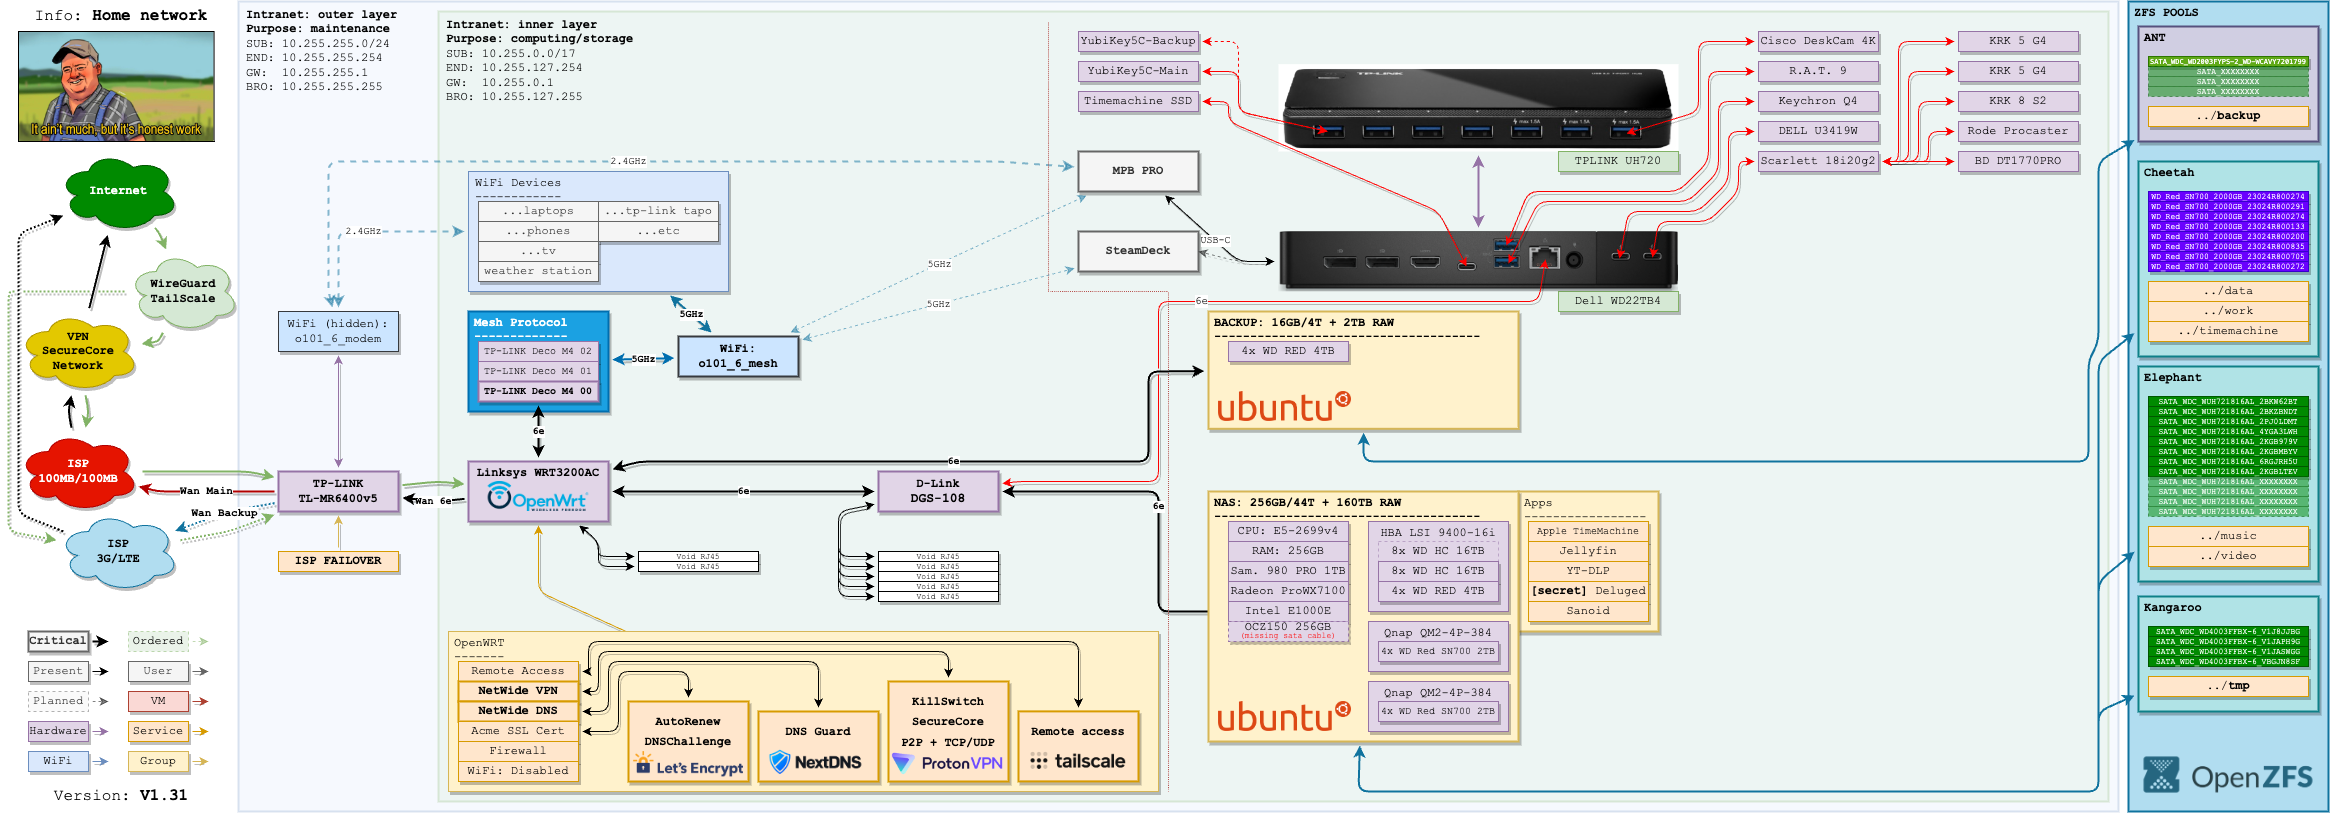 Info: Home network
It ain't much, but it's honest work
Internet
WireGuard
TailScale
VPN
SecureCore
Network
ISP
100MB/100MB
ISP
3G/LTE
Wan Main
Wan Backup
Critical
Ordered
Present
User
Planned
VM
Hardware
Service
WiFi
Group
Version: V1.31
Intranet: outer layer
Purpose: maintenance
SUB: 10.255.255.0/24
END: 10.255.255.254
GW: 10.255.255.1
BRO: 10.255.255.255
2.4GHz
2.4GHz
WiFi (hidden):
o101_6_modem
TP-LINK
TL-MR6400v5
ISP FAILOVER
Wan 6e
Intranet: inner layer
Purpose: computing/storage
SUB: 10.255.0.0/17
END: 10.255.127.254
GW: 10.255.0.1
BRO: 10.255.127.255
WiFi Devices
...laptops
...tp-link tapo
...phones
...etc
...tv
weather station
5GHz
Mesh Protocol
TP-LINK Deco M4 02
TP-LINK Deco M4 01
TP-LINK Deco M4 00
5GHz
WiFi:
o101_6_mesh
6e
Linksys WRT3200AC
OpenWrt
WIRELESS FREEDOM
6e
6e
D-Link
DGS-108
6e
Void RJ45
Void RJ45
Void RJ45
Void RJ45
Void RJ45
Void RJ45
Void RJ45
OpenWRT
Remote Access
NetWide VPN
NetWide DNS
Acme SSL Cert
Firewall
WiFi: Disabled
AutoRenew
DNSChallenge
Let's Encrypt
DNS Guard
NextDNS
KillSwitch
SecureCore
P2P + TCP/UDP
ProtonVPN
Remote access
tailscale
YubiKey5C-Backup
YubiKey5C-Main
Timemachine SSD
MPB PRO
SteamDeck
USB-C
5GHz
5GHz
6e
TP-LINK
max 1.5A
max 1.5A
max 1.5A
TPLINK UH720
Dell WD22TB4
Cisco DeskCam 4K
R.A.T. 9
Keychron Q4
DELL U3419W
Scarlett 18i20g2
KRK 5 G4
KRK 5 G4
KRK 8 S2
Rode Procaster
BD DT1770PRO
BACKUP: 16GB/4T + 2TB RAW
4x WD RED 4TB
ubuntu
NAS: 256GB/44T + 160TB RAW
CPU: E5-2699v4
RAM: 256GB
Sam. 980 PRO 1TB
Radeon ProWX7100
Intel E1000E
OCZ150 256GB
(missing sata cable)
HBA LSI 9400-16i
8x WD HC 16TB
8x WD HC 16TB
4x WD RED 4TB
Qnap QM2-4P-384
4x WD Red SN700 2TB
Qnap QM2-4P-384
4x WD Red SN700 2TB
ubuntu
Apps
Apple TimeMachine
Jellyfin
YT-DLP
[secret] Deluged
Sanoid
ZFS POOLS
ANT
SATA_WDC_WD2003FYPS-2_WD-WCAVY7201799
SATA_XXXXXXXX
SATA_XXXXXXXX
SATA_XXXXXXXX
../backup
Cheetah
WD_Red_SN700_2000GB_23024R800274
WD_Red_SN700_2000GB_23024R800291
WD_Red_SN700_2000GB_23024R800274
WD_Red_SN700_2000GB_23024R800133
WD_Red_SN700_2000GB_23024R800200
WD_Red_SN700_2000GB_23024R800835
WD_Red_SN700_2000GB_23024R800705
WD_Red_SN700_2000GB_23024R800272
../data
../work
../timemachine
Elephant
SATA_WDC_WUH721816AL_2BKW62BT
SATA_WDC_WUH721816AL_2BKZBNDT
SATA_WDC_WUH721816AL_2PJ0LDMT
SATA_WDC_WUH721816AL_4YGA3LWH
SATA_WDC_WUH721816AL_2KGB979V
SATA_WDC_WUH721816AL_2KGBMBYV
SATA_WDC_WUH721816AL_6RGJRH5U
SATA_WDC_WUH721816AL_2KGBLTEV
SATA_WDC_WUH721816AL_XXXXXXXX
SATA_WDC_WUH721816AL_XXXXXXXX
SATA_WDC_WUH721816AL_XXXXXXXX
SATA_WDC_WUH721816AL_XXXXXXXX
../music
../video
Kangaroo
SATA_WDC_WD4003FFBX-6_V1J8JJBG
SATA_WDC_WD4003FFBX-6_V1JAPH9G
SATA_WDC_WD4003FFBX-6_V1JASWGG
SATA_WDC_WD4003FFBX-6_VBGJN8SF
../tmp
OpenZFS